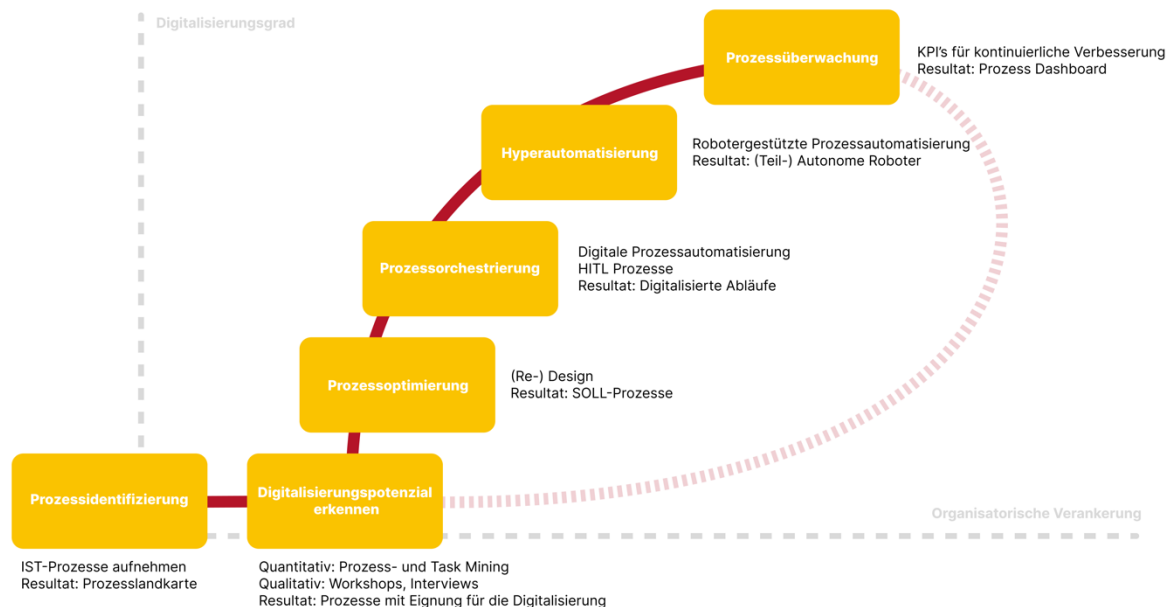 Digitalisierungsgrad
Prozessüberwachung
KPI's für kontinuierliche Verbesserung
Resultat: Prozess Dashboard
Hyperautomatisierung
Robotergestützte Prozessautomatisierung
Resultat: (Teil-) Autonome Roboter
Prozessorchestrierung
Digitale Prozessautomatisierung
HITL Prozesse
Resultat: Digitalisierte Abläufe
Prozessoptimierung
(Re-) Design
Resultat: SOLL-Prozesse
Prozessidentifizierung
Digitalisierungspotenzial
erkennen
Organisatorische Verankerung
IST-Prozesse aufnehmen
Resultat: Prozesslandkarte
Quantitativ: Prozess- und Task Mining
Qualitativ: Workshops, Interviews
Resultat: Prozesse mit Eignung für die Digitalisierung